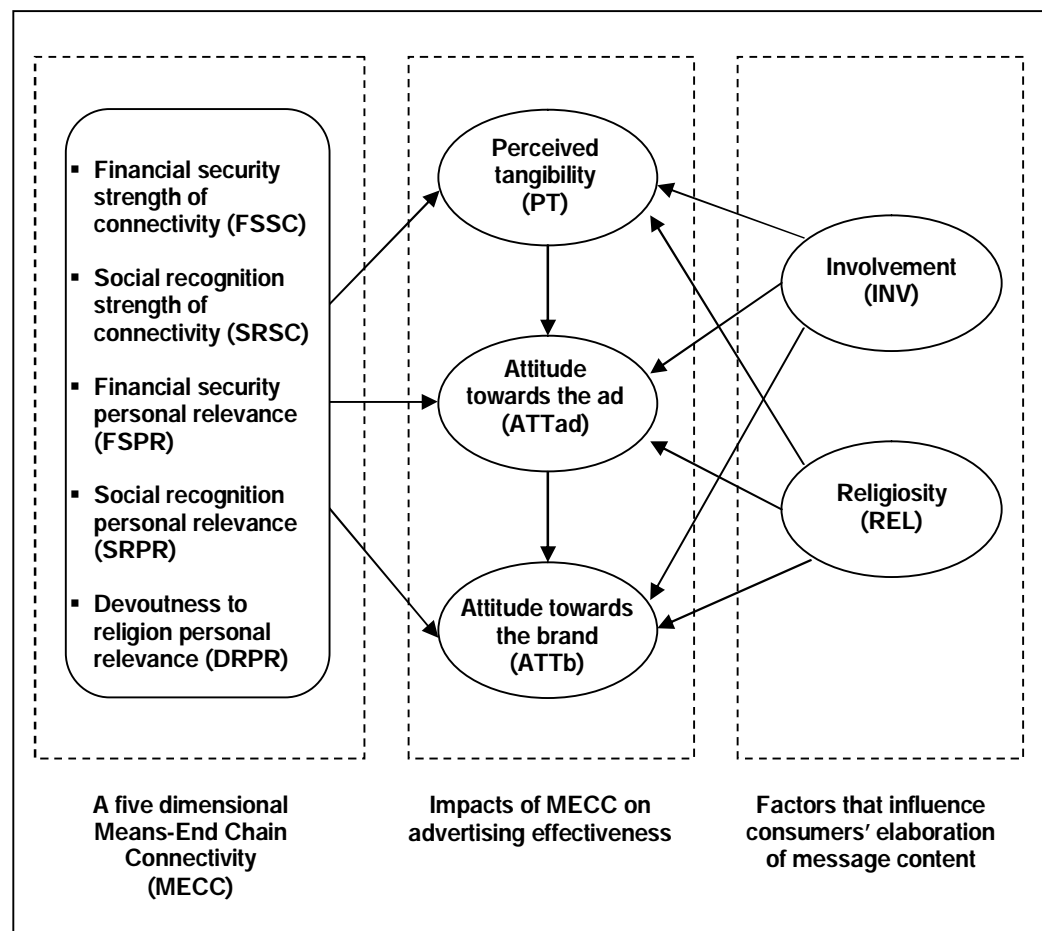 ▪ Financial security
strength of
connectivity (FSSC)
▪ Social recognition
strength of
connectivity (SRSC)
▪ Financial security
personal relevance
(FSPR)
▪ Social recognition
personal relevance
(SRPR)
▪ Devoutness to
religion personal
relevance (DRPR)
Perceived
tangibility
(PT)
Attitude
towards the ad
(ATTad)
Attitude towards
the brand
(ATTb)
Involvement
(INV)
Religiosity
(REL)
A five dimensional
Means-End Chain
Connectivity
(MECC)
Impacts of MECC on
advertising effectiveness
Factors that influence
consumers’ elaboration
of message content